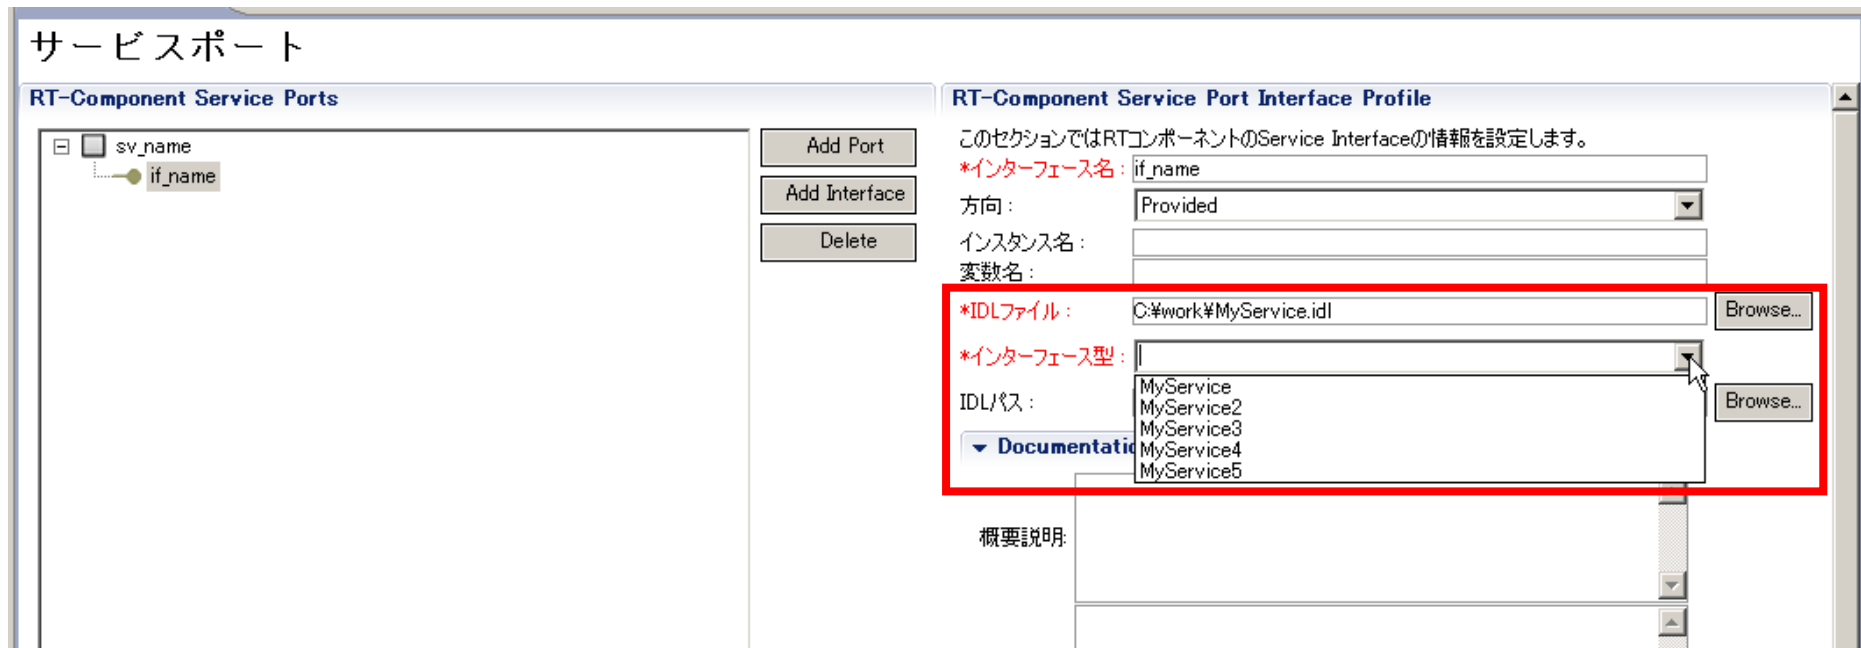 サービスポート
RT-Component Service Ports
sv_name
if_name
Add Port
Add Interface
Delete
RT-Component Service Port Interface Profile
このセクションではRTコンポーネントのService Interfaceの情報を設定します。
*インターフェース名: if_name
方向: Provided
インスタンス名:
変数名:
*IDLファイル: C:¥work¥MyService.idl Browse...
*インターフェース型:
MyService
MyService2
MyService3
MyService4
MyService5
IDLパス: Browse...
Documentatio
概要説明: